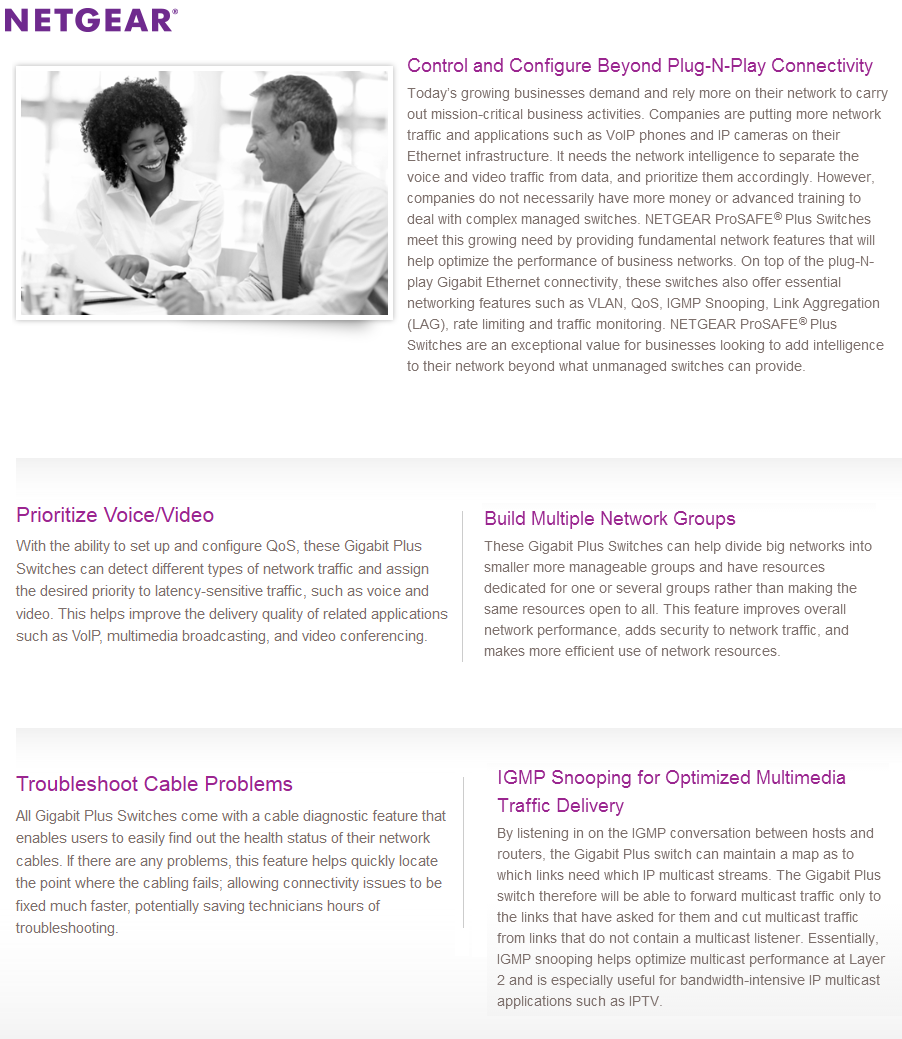 NETGEAR®
Control and Configure Beyond Plug-N-Play Connectivity
Today's growing businesses demand and rely more on their network to carry
out mission-critical business activities. Companies are putting more network
traffic and applications such as VoIP phones and IP cameras on their
Ethernet infrastructure. It needs the network intelligence to separate the
voice and video traffic from data, and prioritize them accordingly. However,
companies do not necessarily have more money or advanced training to
deal with complex managed switches. NETGEAR ProSAFE® Plus Switches
meet this growing need by providing fundamental network features that will
help optimize the performance of business networks. On top of the plug-N-
play Gigabit Ethernet connectivity, these switches also offer essential
networking features such as VLAN, QoS, IGMP Snooping, Link Aggregation
(LAG), rate limiting and traffic monitoring. NETGEAR ProSAFE® Plus
Switches are an exceptional value for businesses looking to add intelligence
to their network beyond what unmanaged switches can provide.
Prioritize Voice/Video
With the ability to set up and configure QoS, these Gigabit Plus
Switches can detect different types of network traffic and assign
the desired priority to latency-sensitive traffic, such as voice and
video. This helps improve the delivery quality of related applications
such as VoIP, multimedia broadcasting, and video conferencing.
Build Multiple Network Groups
These Gigabit Plus Switches can help divide big networks into
smaller more manageable groups and have resources
dedicated for one or several groups rather than making the
same resources open to all. This feature improves overall
network performance, adds security to network traffic, and
makes more efficient use of network resources.
Troubleshoot Cable Problems
All Gigabit Plus Switches come with a cable diagnostic feature that
enables users to easily find out the health status of their network
cables. If there are any problems, this feature helps quickly locate
the point where the cabling fails; allowing connectivity issues to be
fixed much faster, potentially saving technicians hours of
troubleshooting.
IGMP Snooping for Optimized Multimedia
Traffic Delivery
By listening in on the IGMP conversation between hosts and
routers, the Gigabit Plus switch can maintain a map as to
which links need which IP multicast streams. The Gigabit Plus
switch therefore will be able to forward multicast traffic only to
the links that have asked for them and cut multicast traffic
from links that do not contain a multicast listener. Essentially,
IGMP snooping helps optimize multicast performance at Layer
2 and is especially useful for bandwidth-intensive IP multicast
applications such as IPTV.